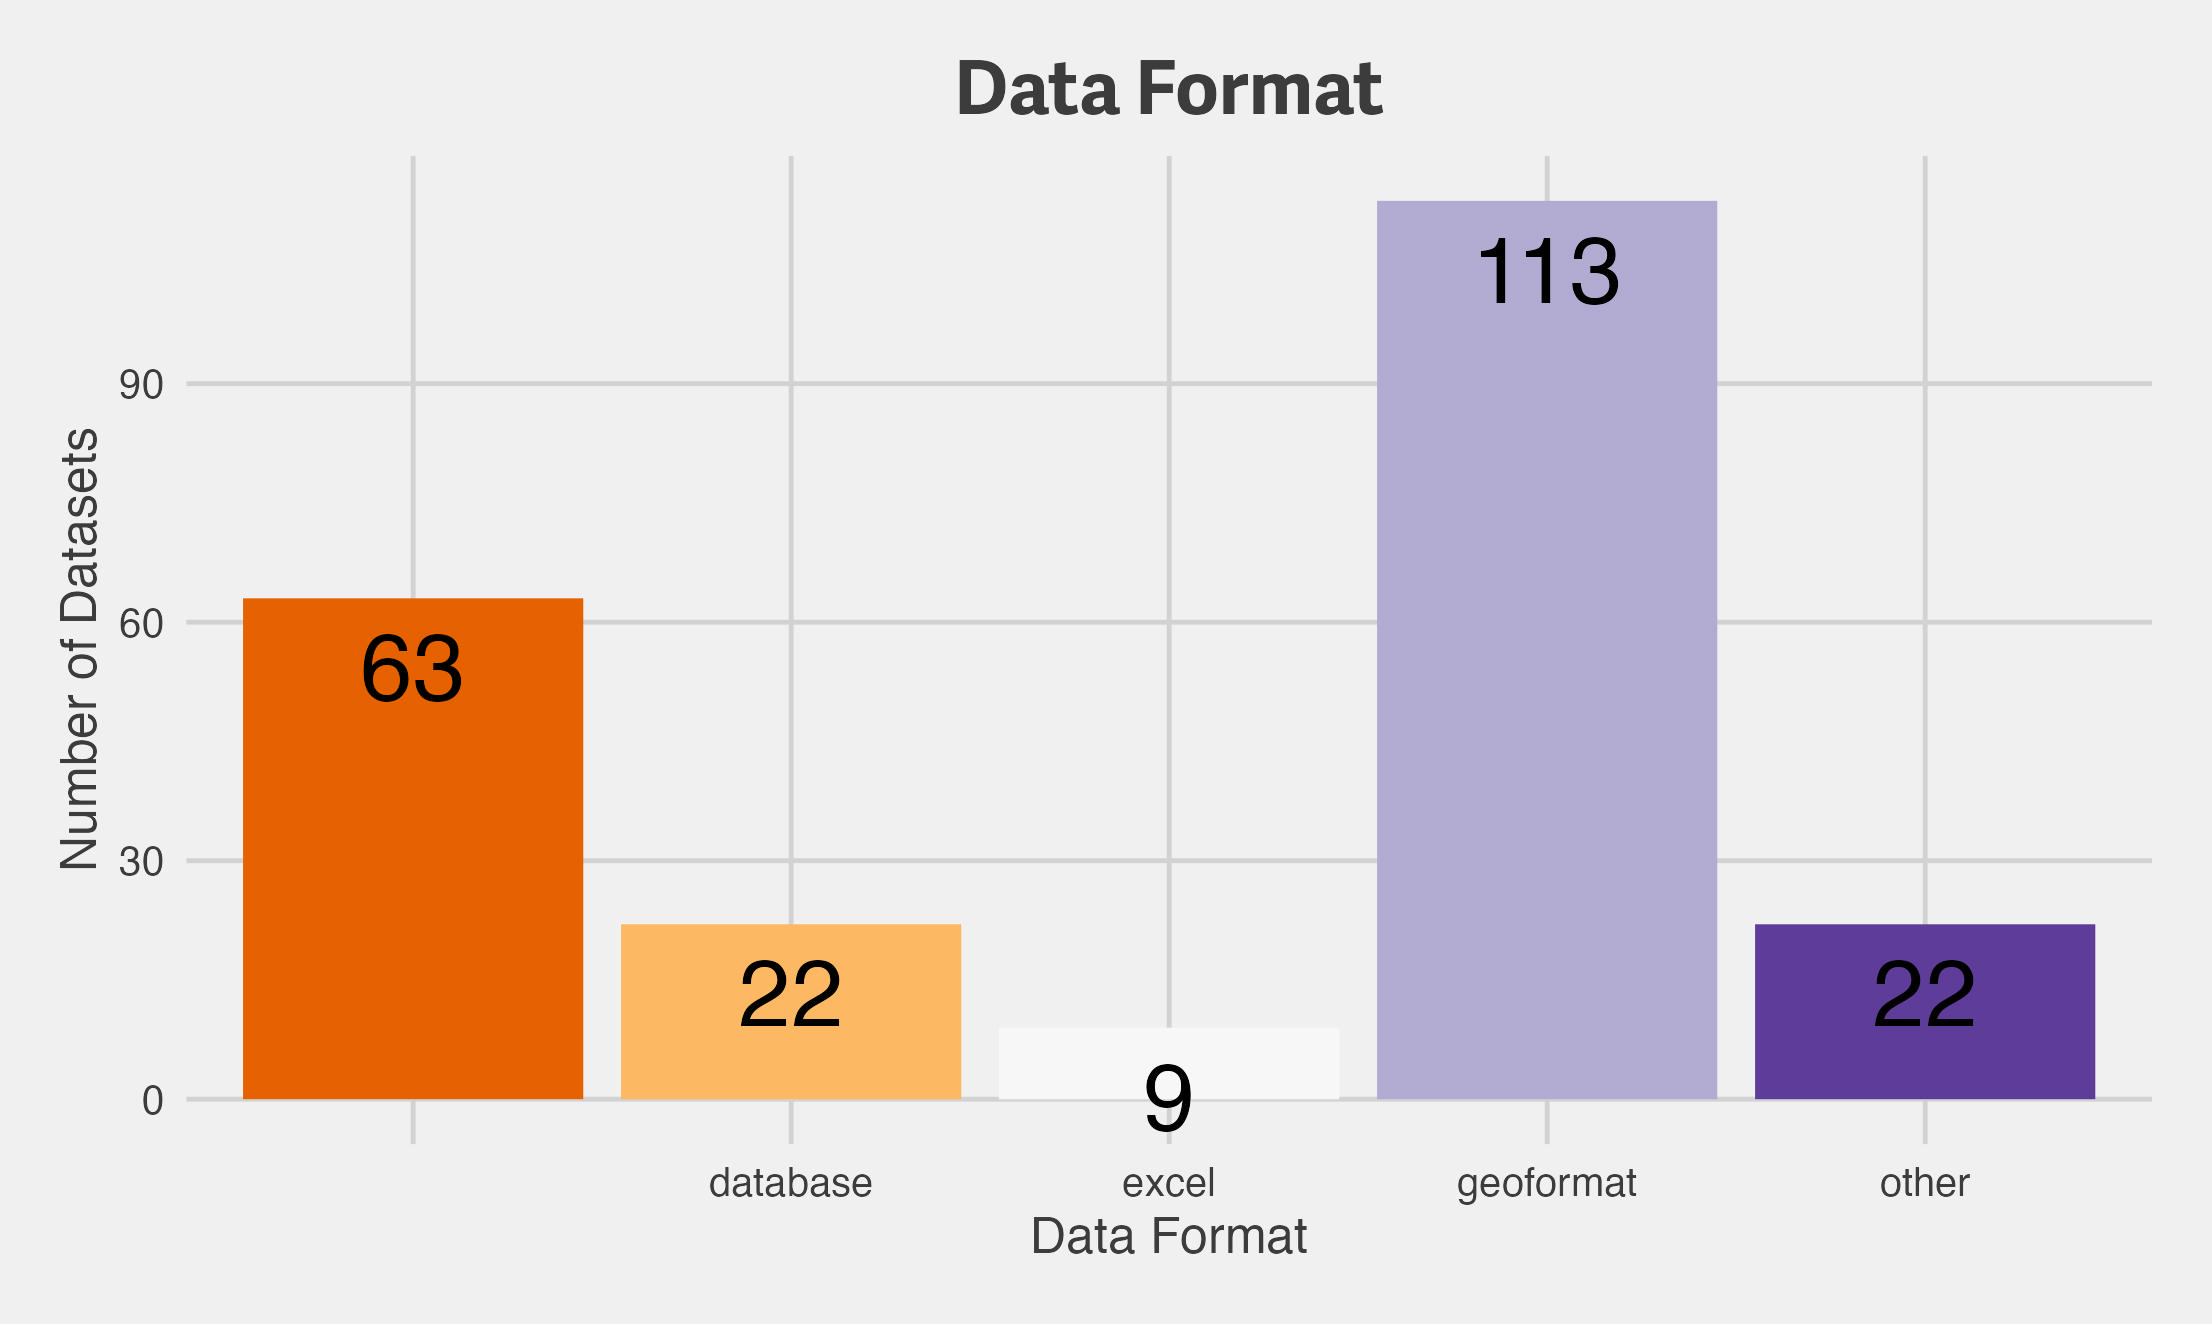 Data Format
113
90
Number of Datasets
60
63
30
22
22
9
0
database
excel
geoformat
other
Data Format